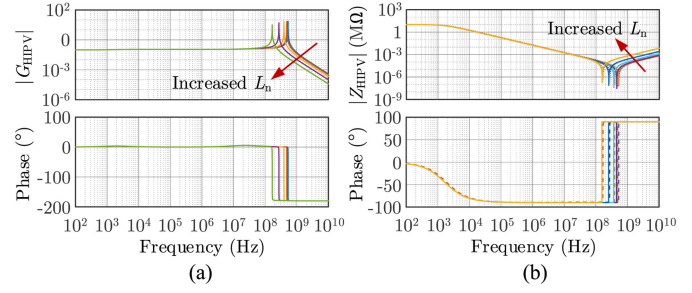 |G_HIPV|
10^1
0
10^-3
10^-6
Increased L_n
Phase (°)
100
0
-100
-200
10^2 10^3 10^4 10^5 10^6 10^7 10^8 10^9 10^10
Frequency (Hz)
(a)
|Z_HIPV| (MΩ)
10^3
0
10^-3
10^-6
10^-9
Increased L_n
Phase (°)
100
50
0
-50
-100
10^2 10^3 10^4 10^5 10^6 10^7 10^8 10^9 10^10
Frequency (Hz)
(b)